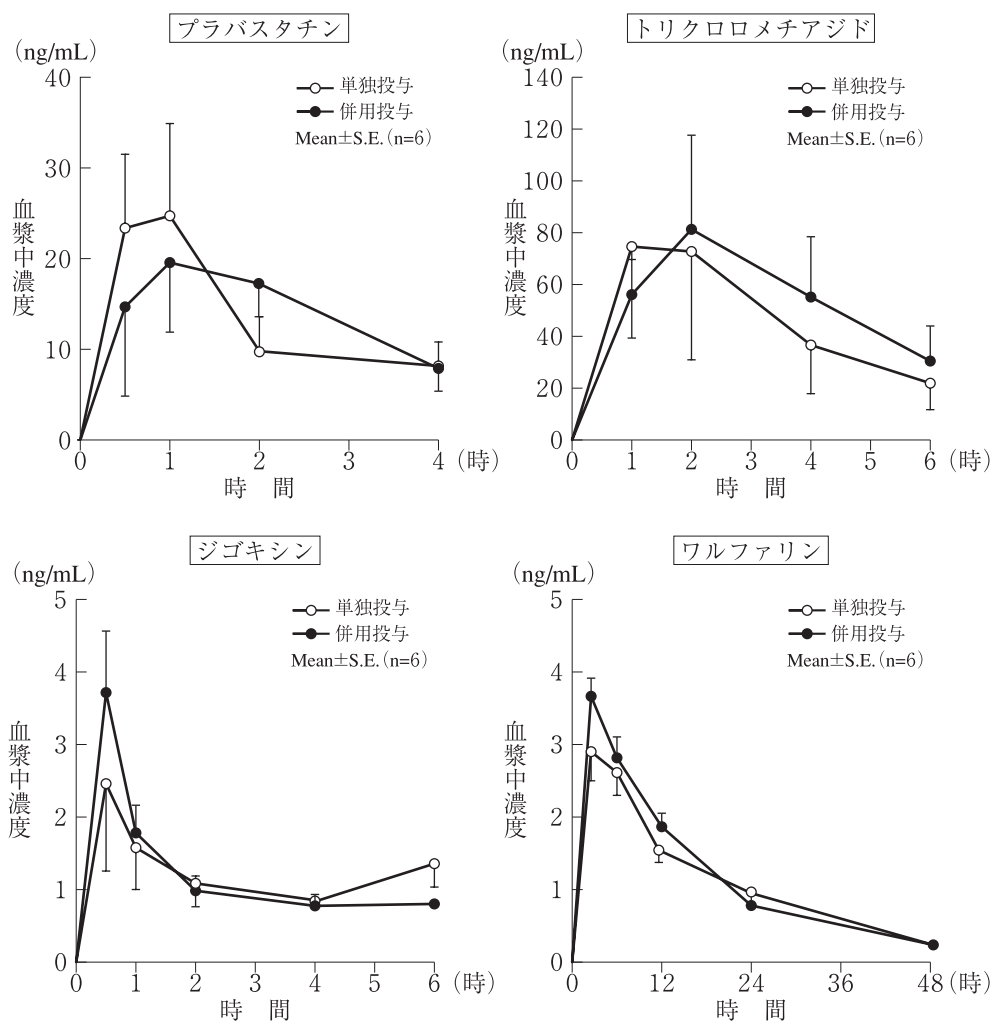 プラバスタチン
(ng/mL)
40
30
20
10
0
血漿中濃度
単独投与
併用投与
Mean±S.E.(n=6)
0 1 2 3 4 (時)
時 間
トリクロロメチアジド
(ng/mL)
140
120
100
80
60
40
20
0
血漿中濃度
単独投与
併用投与
Mean±S.E.(n=6)
0 1 2 3 4 5 6 (時)
時 間
ジゴキシン
(ng/mL)
5
4
3
2
1
0
血漿中濃度
単独投与
併用投与
Mean±S.E.(n=6)
0 1 2 3 4 5 6 (時)
時 間
ワルファリン
(ng/mL)
5
4
3
2
1
0
血漿中濃度
単独投与
併用投与
Mean±S.E.(n=6)
0 12 24 36 48 (時)
時 間